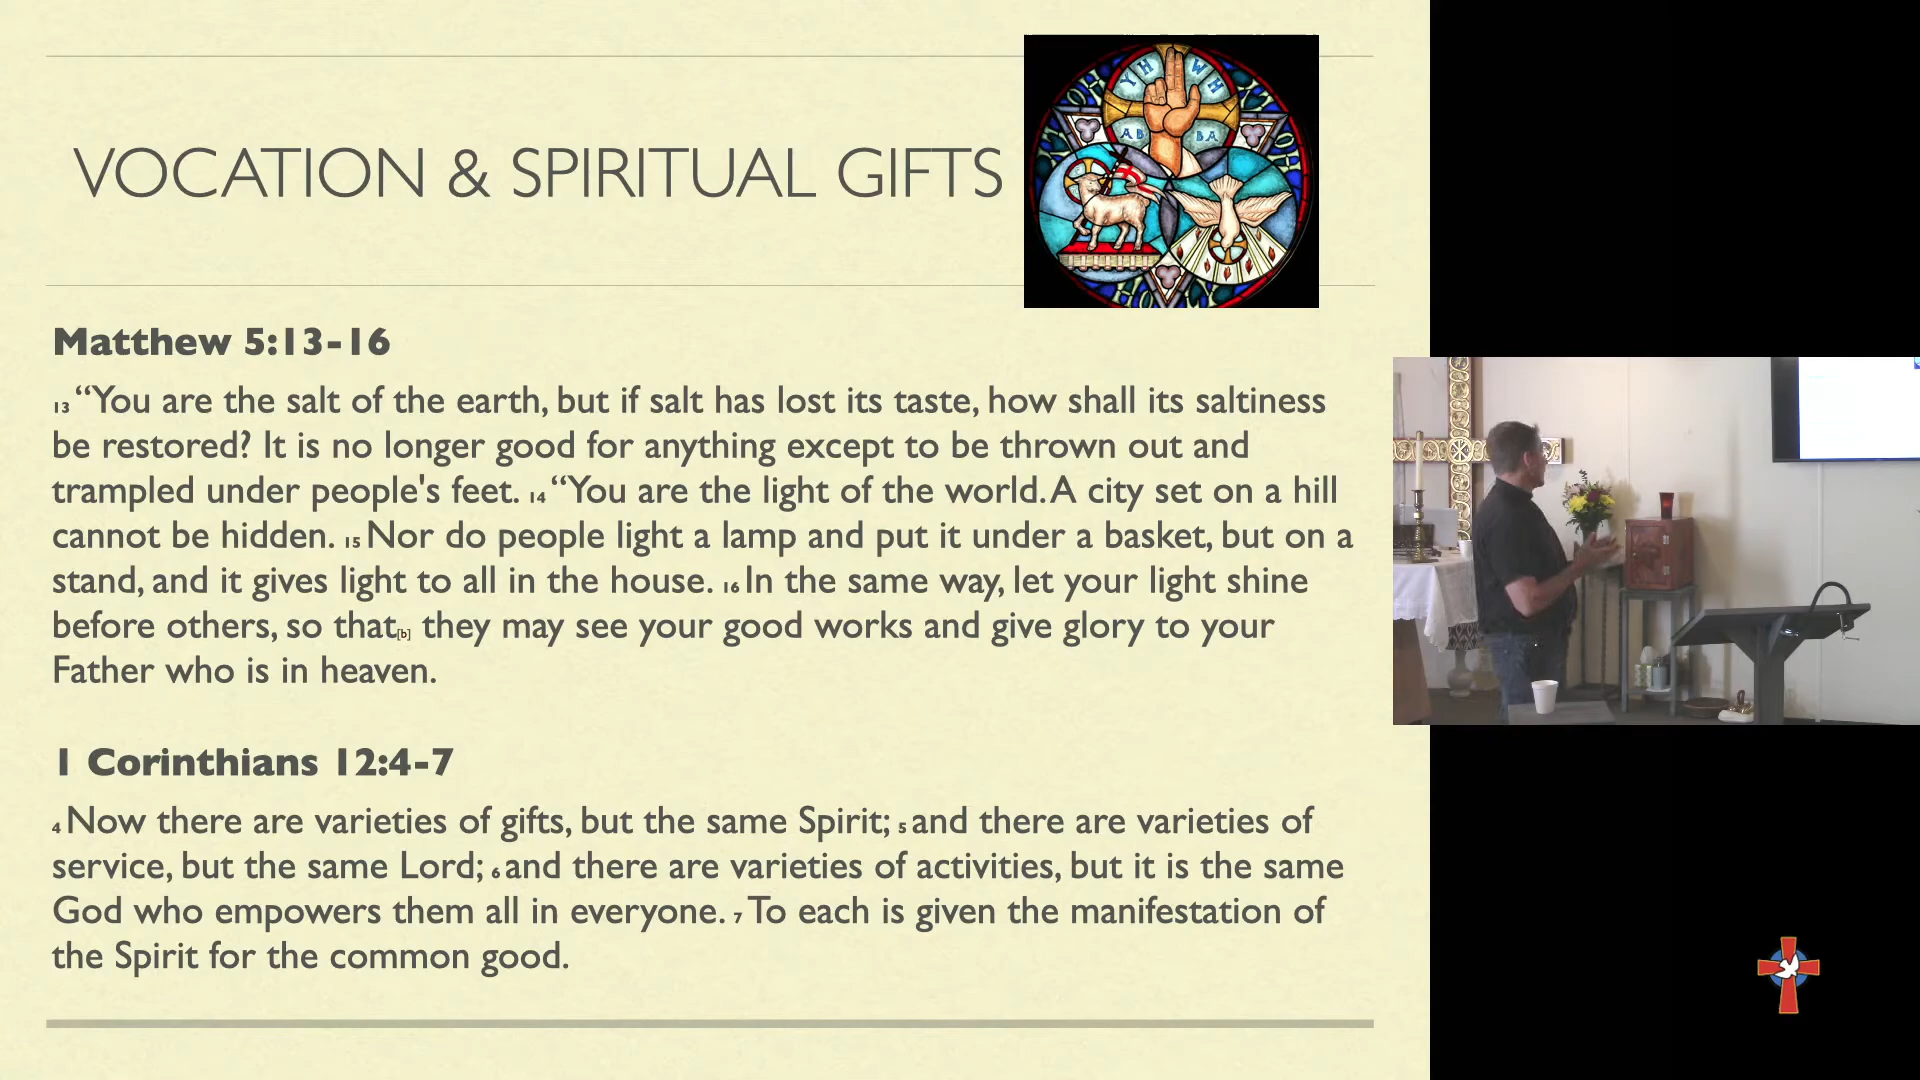 VOCATION & SPIRITUAL GIFTS
YH WH
AB BA
Matthew 5:13-16
13 “You are the salt of the earth, but if salt has lost its taste, how shall its saltiness
be restored? It is no longer good for anything except to be thrown out and
trampled under people's feet. 14 “You are the light of the world. A city set on a hill
cannot be hidden. 15 Nor do people light a lamp and put it under a basket, but on a
stand, and it gives light to all in the house. 16 In the same way, let your light shine
before others, so that[b] they may see your good works and give glory to your
Father who is in heaven.
1 Corinthians 12:4-7
4 Now there are varieties of gifts, but the same Spirit; 5 and there are varieties of
service, but the same Lord; 6 and there are varieties of activities, but it is the same
God who empowers them all in everyone. 7 To each is given the manifestation of
the Spirit for the common good.